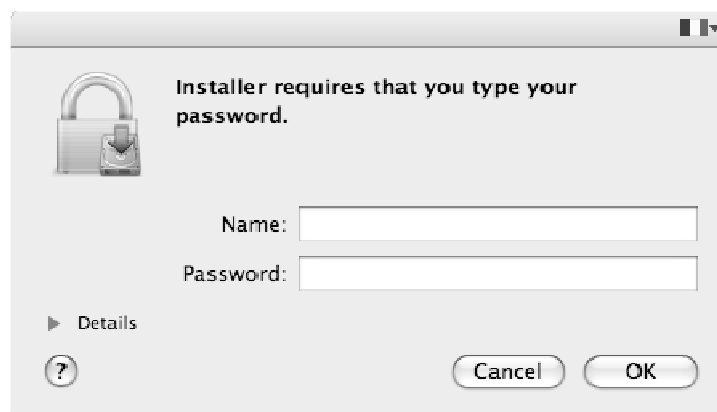 Installer requires that you type your
password.
Name:
Password:
Details
?
Cancel
OK